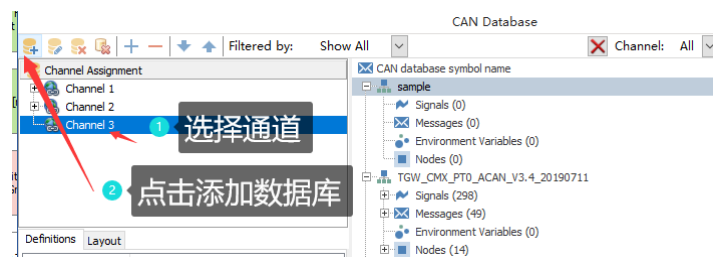 CAN Database
Filtered by: Show All
Channel: All
Channel Assignment
Channel 1
Channel 2
Channel 3
1 选择通道
2 点击添加数据库
Definitions Layout
CAN database symbol name
sample
Signals (0)
Messages (0)
Environment Variables (0)
Nodes (0)
TGW_CMX_PT0_ACAN_V3.4_20190711
Signals (298)
Messages (49)
Environment Variables (0)
Nodes (14)